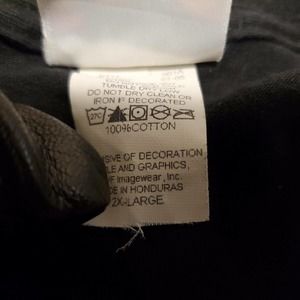 TUMBLE DRY LOW
DO NOT DRY CLEAN OR
IRON IF DECORATED
100%COTTON
SIVE OF DECORATION
LE AND GRAPHICS,
Imagewear, Inc.
DE IN HONDURAS
2X-LARGE